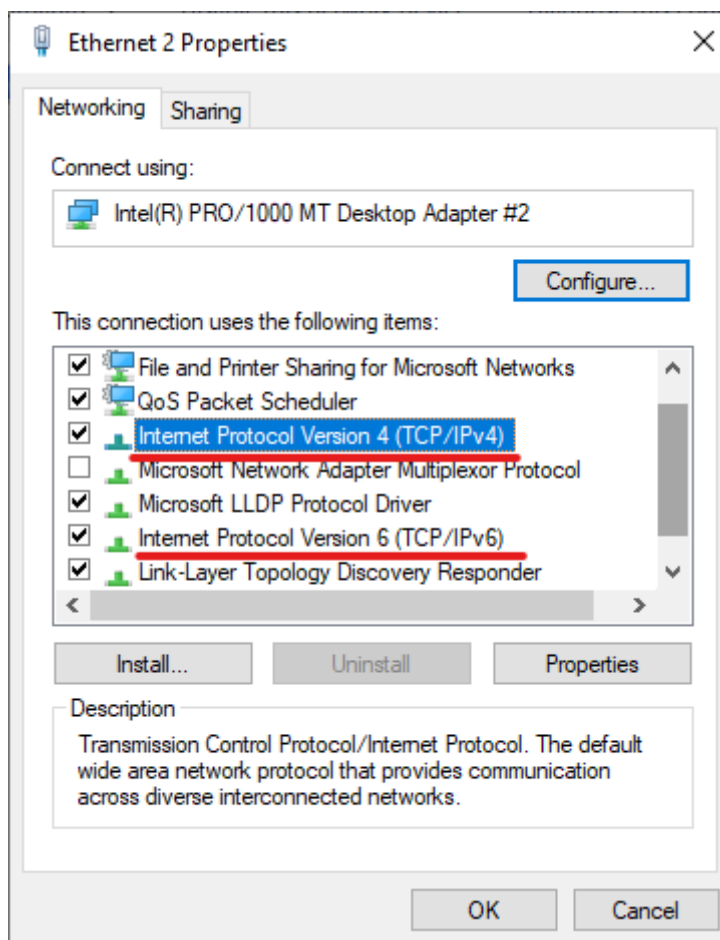 Ethernet 2 Properties
Networking
Sharing
Connect using:
Intel(R) PRO/1000 MT Desktop Adapter #2
Configure...
This connection uses the following items:
File and Printer Sharing for Microsoft Networks
QoS Packet Scheduler
Internet Protocol Version 4 (TCP/IPv4)
Microsoft Network Adapter Multiplexor Protocol
Microsoft LLDP Protocol Driver
Internet Protocol Version 6 (TCP/IPv6)
Link-Layer Topology Discovery Responder
Install...
Uninstall
Properties
Description
Transmission Control Protocol/Internet Protocol. The default
wide area network protocol that provides communication
across diverse interconnected networks.
OK
Cancel